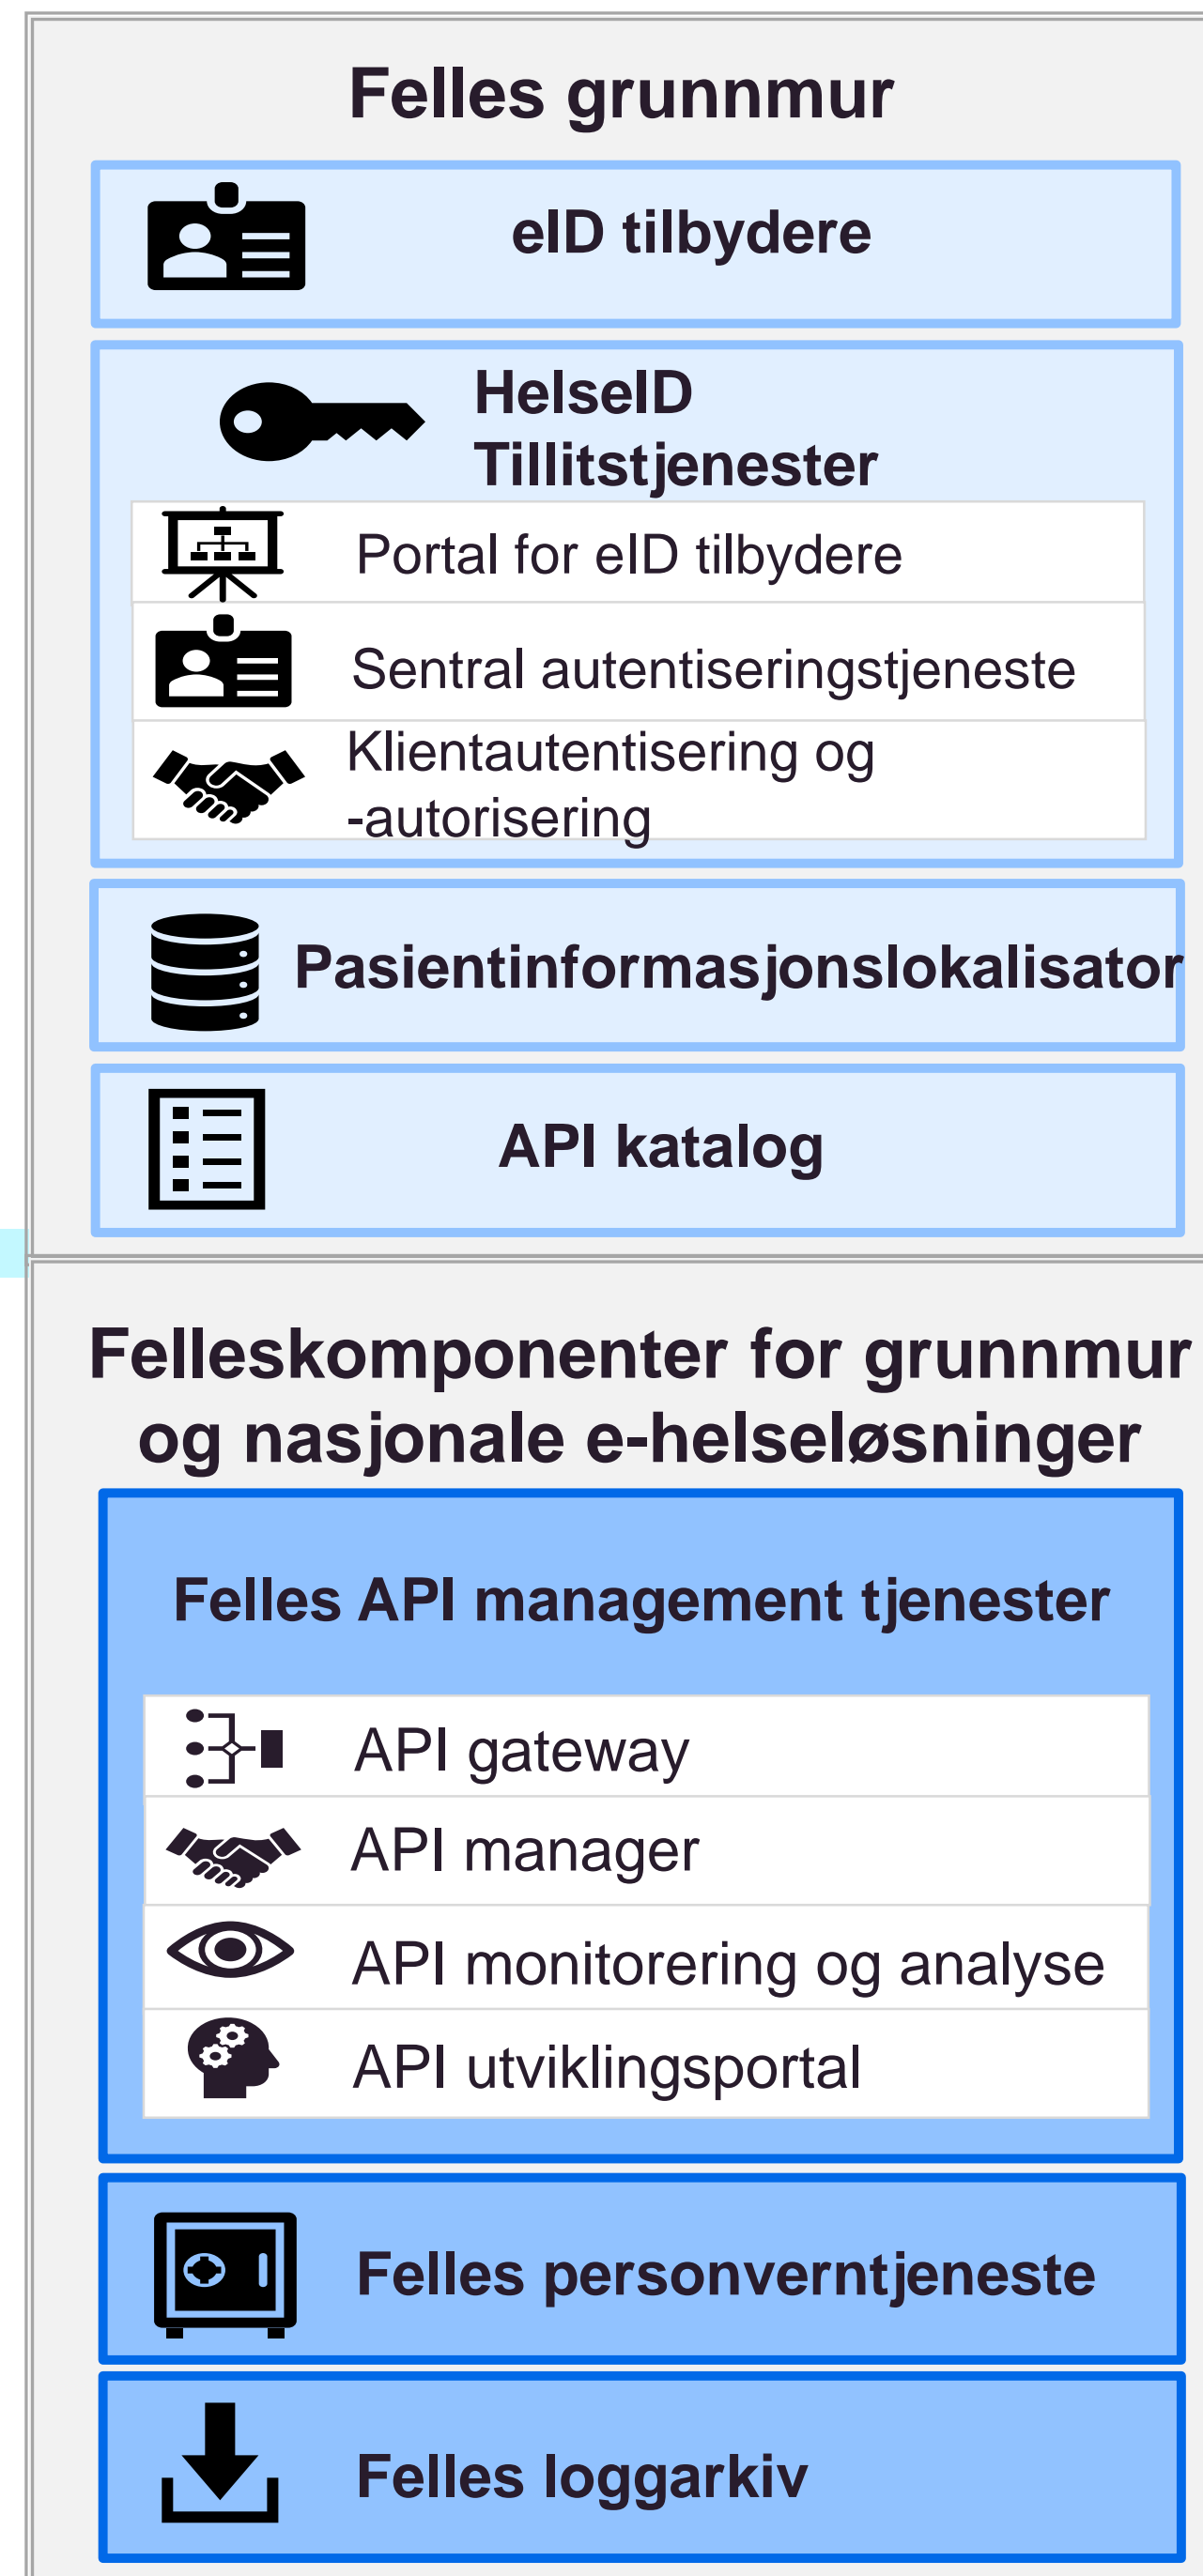 Felles grunnmur
eID tilbydere
HelseID
Tillitstjenester
Portal for eID tilbydere
Sentral autentiseringstjeneste
Klientautentisering og
-autorisering
Pasientinformasjonslokalisator
API katalog
Felleskomponenter for grunnmur
og nasjonale e-helseløsninger
Felles API management tjenester
API gateway
API manager
API monitorering og analyse
API utviklingsportal
Felles personverntjeneste
Felles loggarkiv